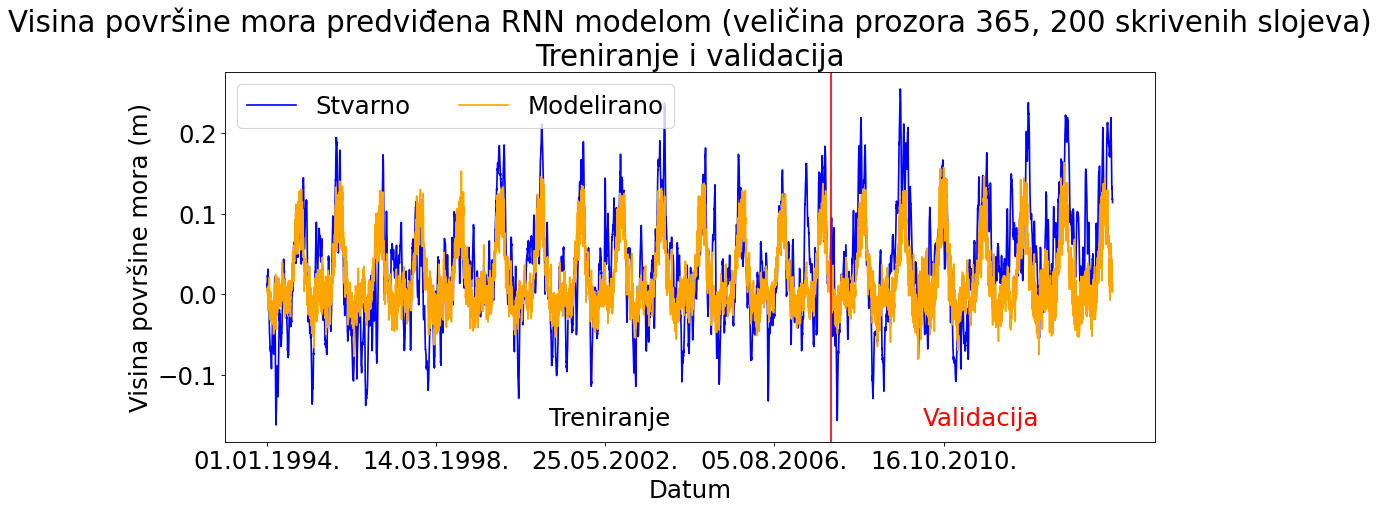 Visina površine mora predviđena RNN modelom (veličina prozora 365, 200 skrivenih slojeva)
Treniranje i validacija
Stvarno Modelirano
Visina površine mora (m)
0.2
0.1
0.0
−0.1
Treniranje Validacija
01.01.1994. 14.03.1998. 25.05.2002. 05.08.2006. 16.10.2010.
Datum